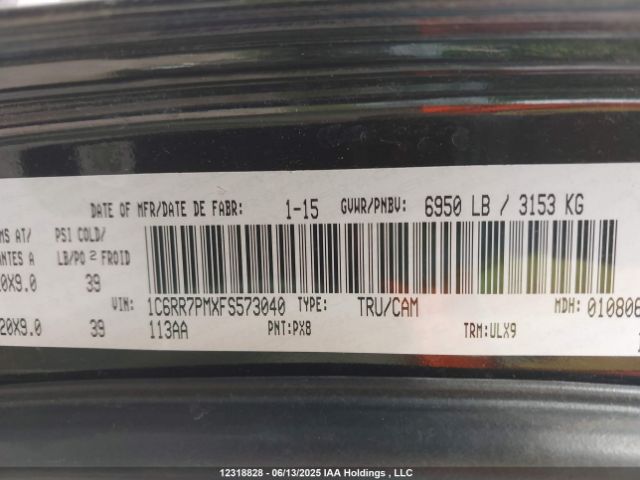 DATE OF MFR/DATE DE FABR: 1-15 GVWR/PNBV: 6950 LB / 3153 KG
MS AT/ PSI COLD/
ANTES A LB/PO 2 FROID
0X9.0 39
VIN: 1C6RR7PMXFS573040 TYPE: TRU/CAM MDH: 010806
20X9.0 39 113AA PNT:PX8 TRM:ULX9
12318828 - 06/13/2025 IAA Holdings , LLC